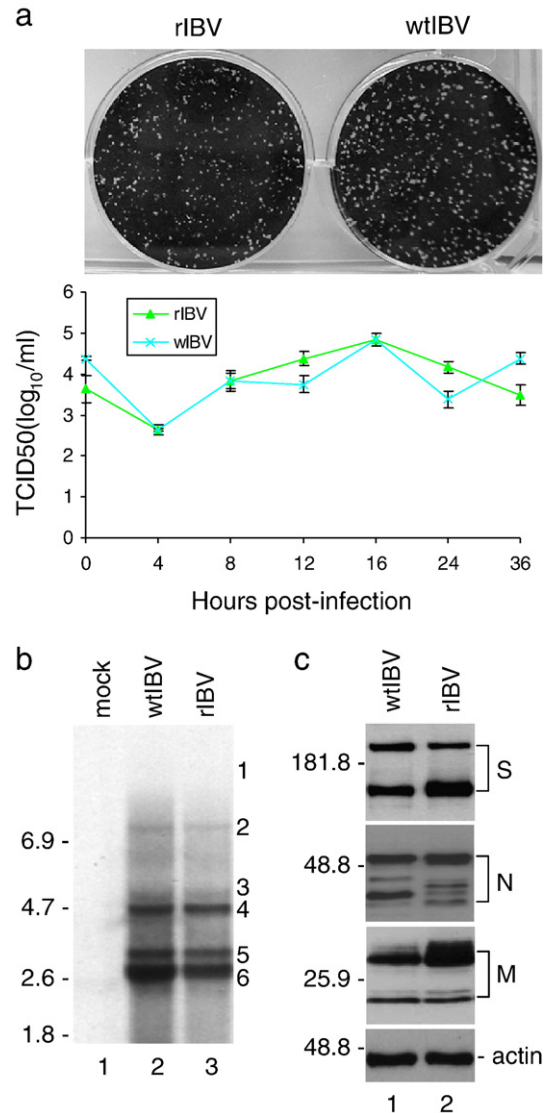 a
rIBV wtIBV
6
5
4
3
2
1
0
TCID50(log10/ml)
rIBV
wIBV
0 4 8 12 16 24 36
Hours post-infection
b
mock wtIBV rIBV
6.9 -
4.7 -
2.6 -
1.8 -
1
2
3
4
5
6
1 2 3
c
wtIBV rIBV
181.8 - S
48.8 - N
25.9 - M
48.8 - - actin
1 2